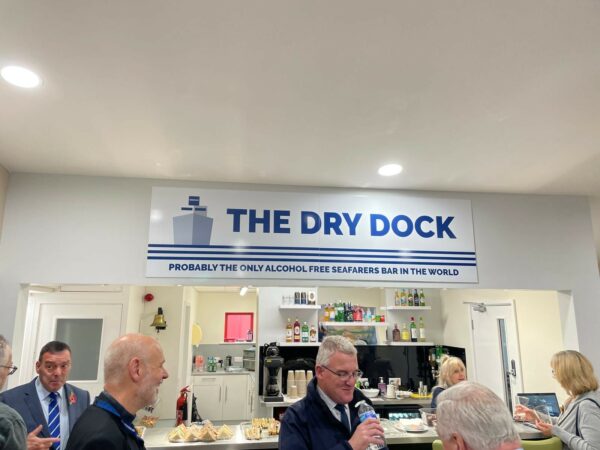 THE DRY DOCK
PROBABLY THE ONLY ALCOHOL FREE SEAFARERS BAR IN THE WORLD